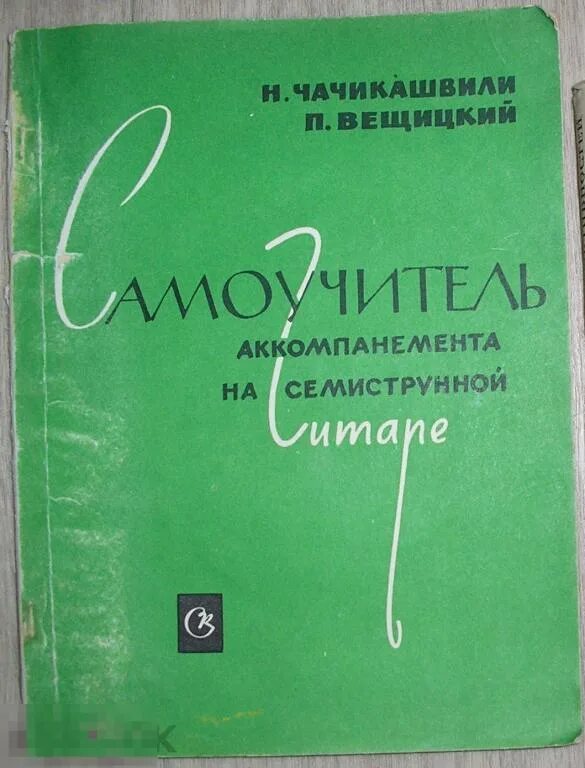 Н. ЧАЧИКАШВИЛИ
П. ВЕЩИЦКИЙ
САМОУЧИТЕЛЬ
АККОМПАНЕМЕНТА
НА СЕМИСТРУННОЙ
Гитаре
СК